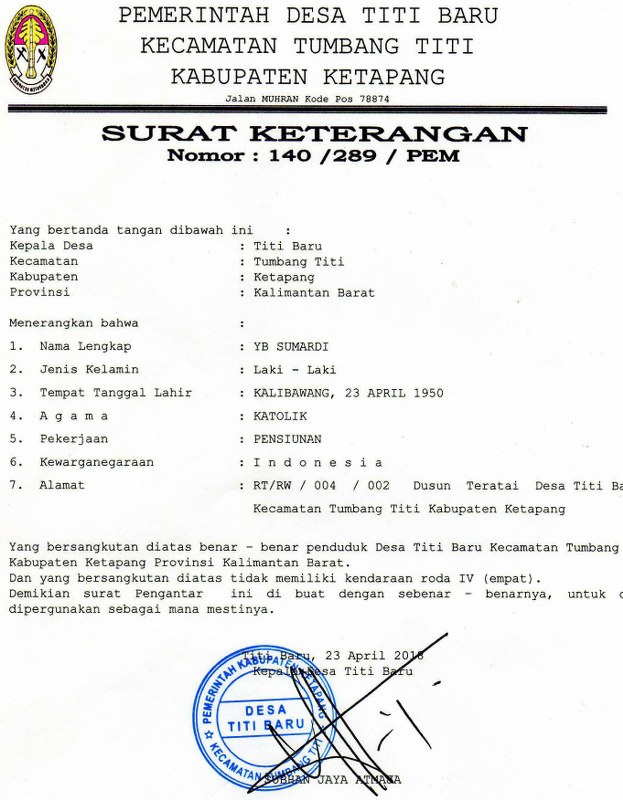 PEMERINTAH DESA TITI BARU
KECAMATAN TUMBANG TITI
KABUPATEN KETAPANG
Jalan MUHRAN Kode Pos 78874
SURAT KETERANGAN
Nomor : 140 /289 / PEM
Yang bertanda tangan dibawah ini :
Kepala Desa : Titi Baru
Kecamatan : Tumbang Titi
Kabupaten : Ketapang
Provinsi : Kalimantan Barat
Menerangkan bahwa :
1. Nama Lengkap : YB SUMARDI
2. Jenis Kelamin : Laki - Laki
3. Tempat Tanggal Lahir : KALIBAWANG, 23 APRIL 1950
4. A g a m a : KATOLIK
5. Pekerjaan : PENSIUNAN
6. Kewarganegaraan : I n d o n e s i a
7. Alamat : RT/RW / 004 / 002 Dusun Teratai Desa Titi Ba
Kecamatan Tumbang Titi Kabupaten Ketapang
Yang bersangkutan diatas benar - benar penduduk Desa Titi Baru Kecamatan Tumbang
Kabupaten Ketapang Provinsi Kalimantan Barat.
Dan yang bersangkutan diatas tidak memiliki kendaraan roda IV (empat).
Demikian surat Pengantar ini di buat dengan sebenar - benarnya, untuk d
dipergunakan sebagai mana mestinya.
Titi Baru, 23 April 2018
Kepala Desa Titi Baru
PEMERINTAH KABUPATEN KETAPANG
DESA
TITI BARU
KECAMATAN TUMBANG TITI
SUBHAN JAYA ATMAJA